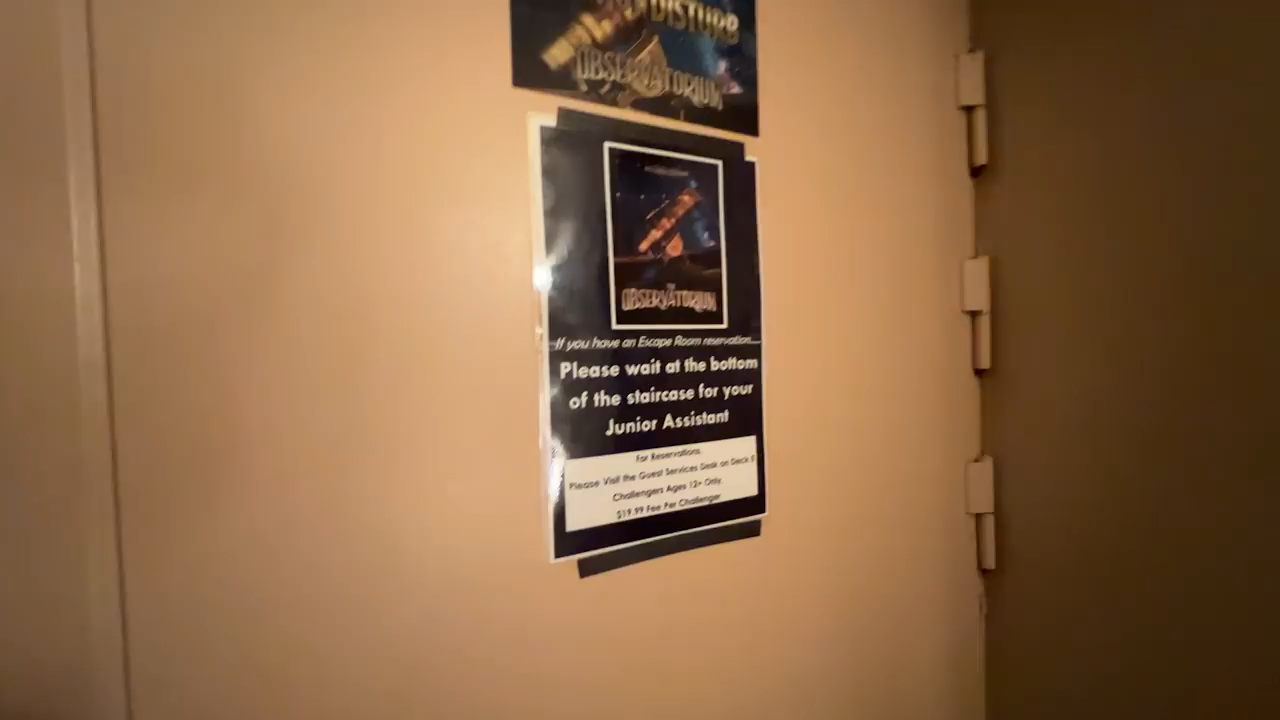 DISTURB
OBSERVATORIUM
THE
OBSERVATORIUM
If you have an Escape Room reservation....
Please wait at the bottom
of the staircase for your
Junior Assistant
For Reservations:
Please Visit the Guest Services Desk on Deck 5
Challengers Ages 12+ Only.
$19.99 Fee Per Challenger